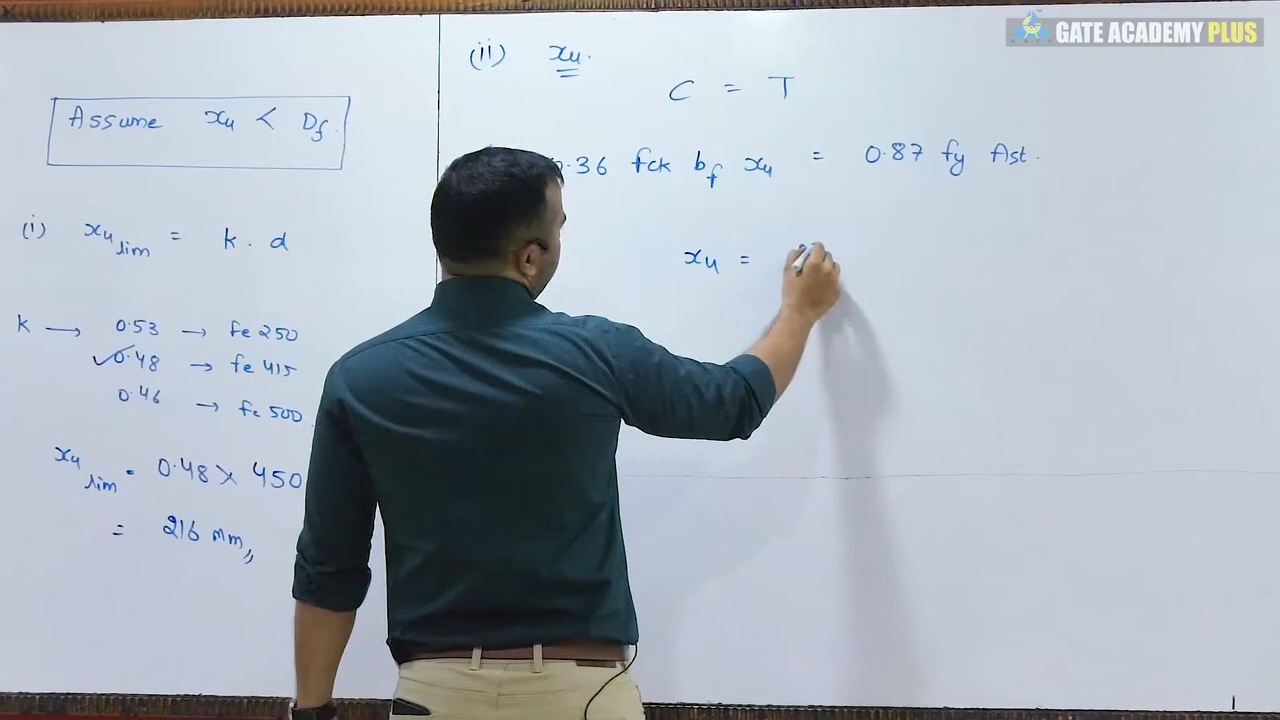 GATE ACADEMY PLUS
Assume xu < Df.
(i) xu lim = k . d
k → 0.53 → fe 250
✓0.48 → fe 415
0.46 → fe 500
xu lim = 0.48 × 450
= 216 mm,,
(ii) xu.
C = T
0.36 fck bf xu = 0.87 fy Ast.
xu =